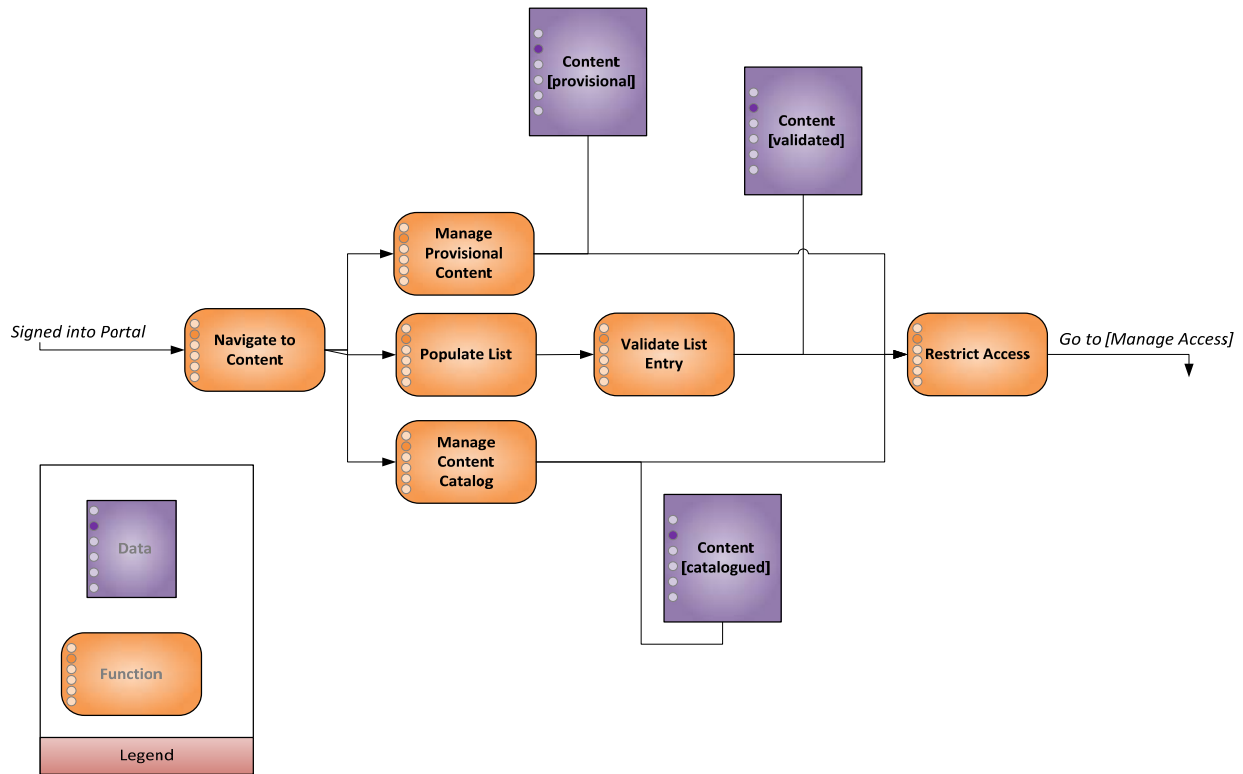 Content
[provisional]
Content
[validated]
Manage
Provisional
Content
Signed into Portal
Navigate to
Content
Populate List
Validate List
Entry
Restrict Access
Go to [Manage Access]
Manage
Content
Catalog
Content
[catalogued]
Data
Function
Legend